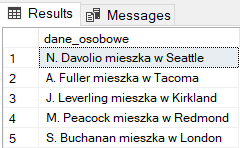 Results Messages
dane_osobowe
1 N. Davolio mieszka w Seattle
2 A. Fuller mieszka w Tacoma
3 J. Leverling mieszka w Kirkland
4 M. Peacock mieszka w Redmond
5 S. Buchanan mieszka w London